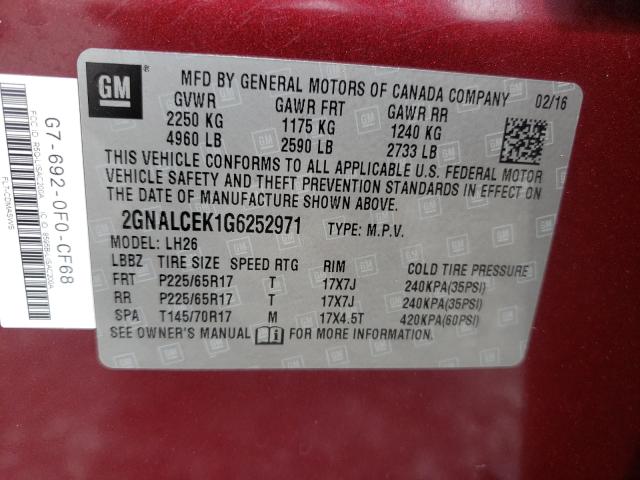 GM
®
MFD BY GENERAL MOTORS OF CANADA COMPANY 02/16
GVWR GAWR FRT GAWR RR
2250 KG 1175 KG 1240 KG
4960 LB 2590 LB 2733 LB
THIS VEHICLE CONFORMS TO ALL APPLICABLE U.S. FEDERAL MOTOR
VEHICLE SAFETY, BUMPER, AND THEFT PREVENTION STANDARDS IN EFFECT ON
THE DATE OF MANUFACTURE SHOWN ABOVE.
2GNALCEK1G6252971 TYPE: M.P.V.
MODEL: LH26
LBBZ TIRE SIZE SPEED RTG RIM COLD TIRE PRESSURE
FRT P225/65R17 T 17X7J 240KPA(35PSI)
RR P225/65R17 T 17X7J 240KPA(35PSI)
SPA T145/70R17 M 17X4.5T 420KPA(60PSI)
SEE OWNER'S MANUAL FOR MORE INFORMATION.
G7-692-0F0-CF68